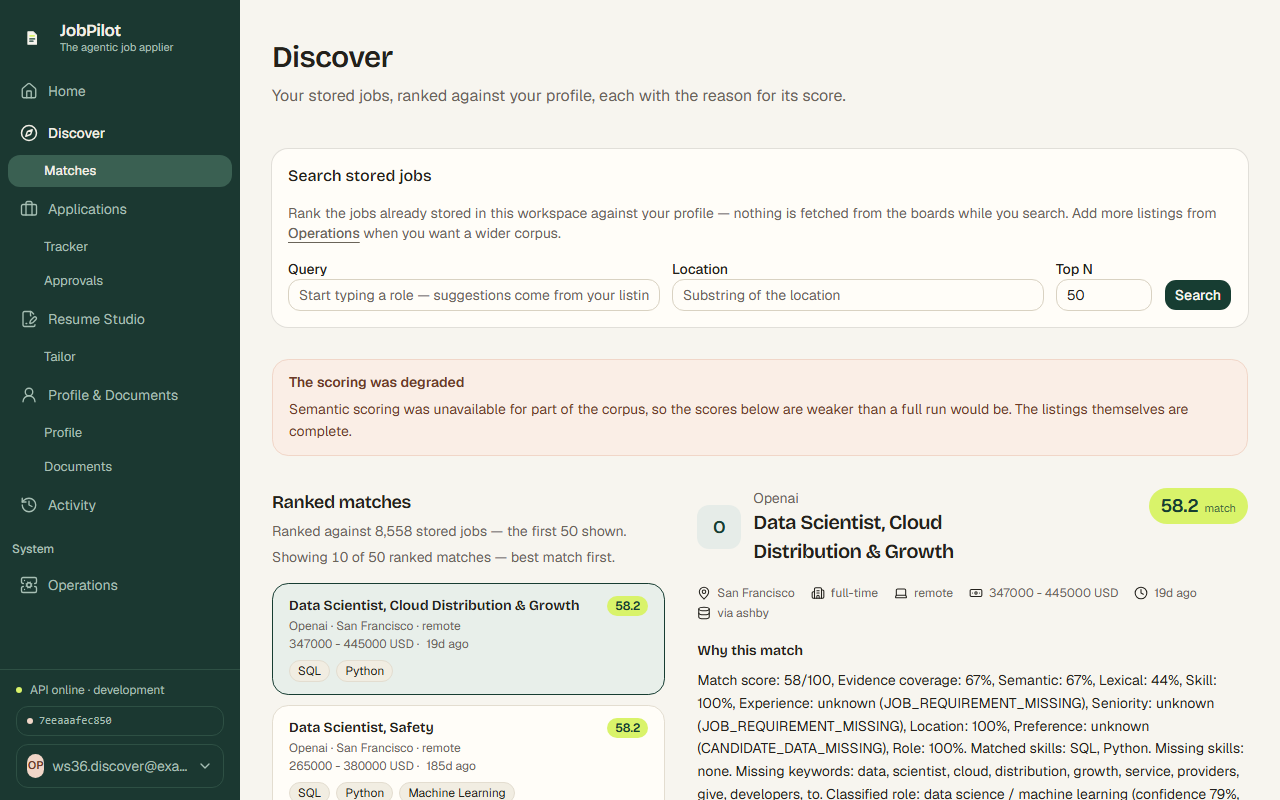 JobPilot
The agentic job applier
Home
Discover
Matches
Applications
Tracker
Approvals
Resume Studio
Tailor
Profile & Documents
Profile
Documents
Activity
System
Operations
API online · development
7eeaaafec850
OP ws36.discover@exa...
Discover
Your stored jobs, ranked against your profile, each with the reason for its score.
Search stored jobs
Rank the jobs already stored in this workspace against your profile — nothing is fetched from the boards while you search. Add more listings from
Operations when you want a wider corpus.
Query Location Top N
Start typing a role — suggestions come from your listin Substring of the location 50 Search
The scoring was degraded
Semantic scoring was unavailable for part of the corpus, so the scores below are weaker than a full run would be. The listings themselves are
complete.
Ranked matches
Ranked against 8,558 stored jobs — the first 50 shown.
Showing 10 of 50 ranked matches — best match first.
Data Scientist, Cloud Distribution & Growth 58.2
Openai · San Francisco · remote
347000 - 445000 USD · 19d ago
SQL Python
Data Scientist, Safety 58.2
Openai · San Francisco · remote
265000 - 380000 USD · 185d ago
SQL Python Machine Learning
O
Openai
Data Scientist, Cloud
Distribution & Growth
58.2 match
San Francisco full-time remote 347000 - 445000 USD 19d ago
via ashby
Why this match
Match score: 58/100, Evidence coverage: 67%, Semantic: 67%, Lexical: 44%, Skill:
100%, Experience: unknown (JOB_REQUIREMENT_MISSING), Seniority: unknown
(JOB_REQUIREMENT_MISSING), Location: 100%, Preference: unknown
(CANDIDATE_DATA_MISSING), Role: 100%. Matched skills: SQL, Python. Missing skills:
none. Missing keywords: data, scientist, cloud, distribution, growth, service, providers,
give, developers, to. Classified role: data science / machine learning (confidence 79%,